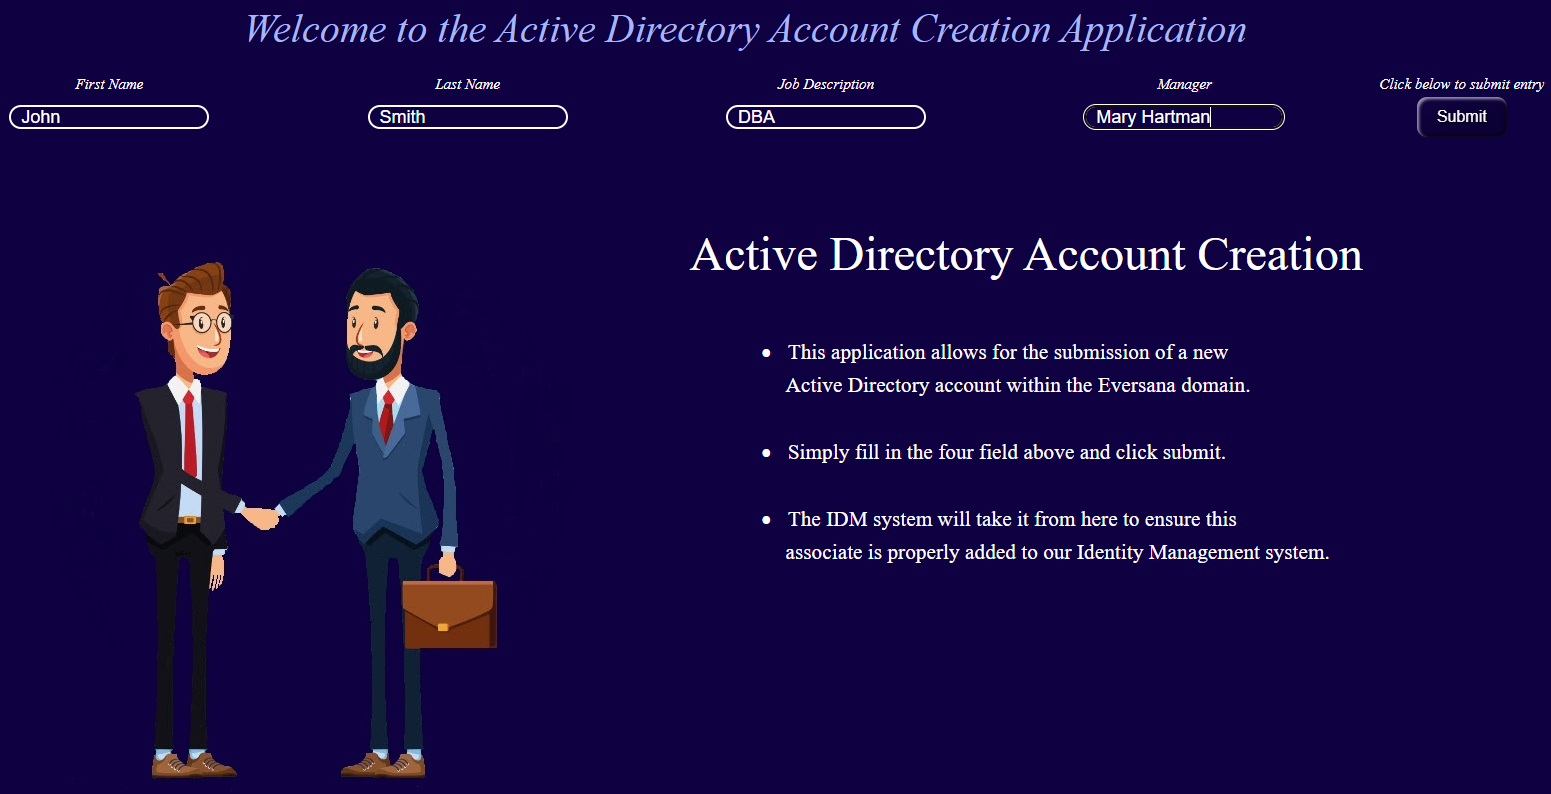 Welcome to the Active Directory Account Creation Application
First Name Last Name Job Description Manager Click below to submit entry
John Smith DBA Mary Hartman Submit
Active Directory Account Creation
• This application allows for the submission of a new
Active Directory account within the Eversana domain.
• Simply fill in the four field above and click submit.
• The IDM system will take it from here to ensure this
associate is properly added to our Identity Management system.